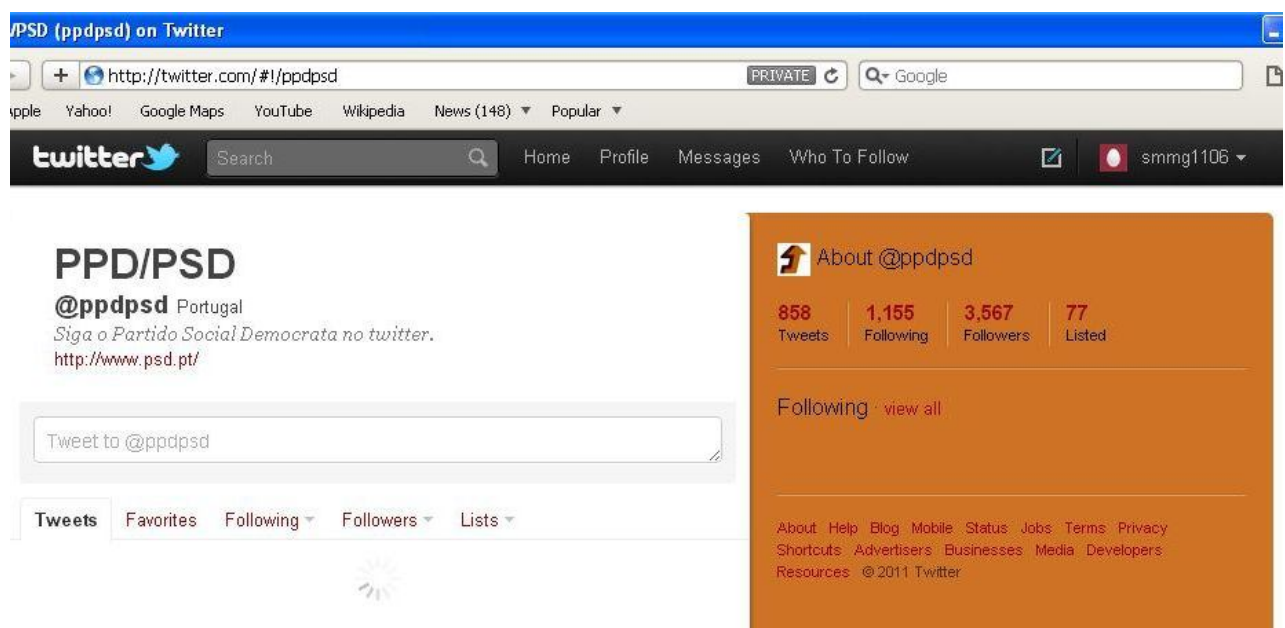 /PSD (ppdpsd) on Twitter
+ http://twitter.com/#!/ppdpsd PRIVATE Google
Apple Yahoo! Google Maps YouTube Wikipedia News (148) ▼ Popular ▼
twitter Search Home Profile Messages Who To Follow smmg1106
PPD/PSD
@ppdpsd Portugal
Siga o Partido Social Democrata no twitter.
http://www.psd.pt/
Tweet to @ppdpsd
Tweets Favorites Following Followers Lists
About @ppdpsd
858 1,155 3,567 77
Tweets Following Followers Listed
Following · view all
About Help Blog Mobile Status Jobs Terms Privacy
Shortcuts Advertisers Businesses Media Developers
Resources © 2011 Twitter